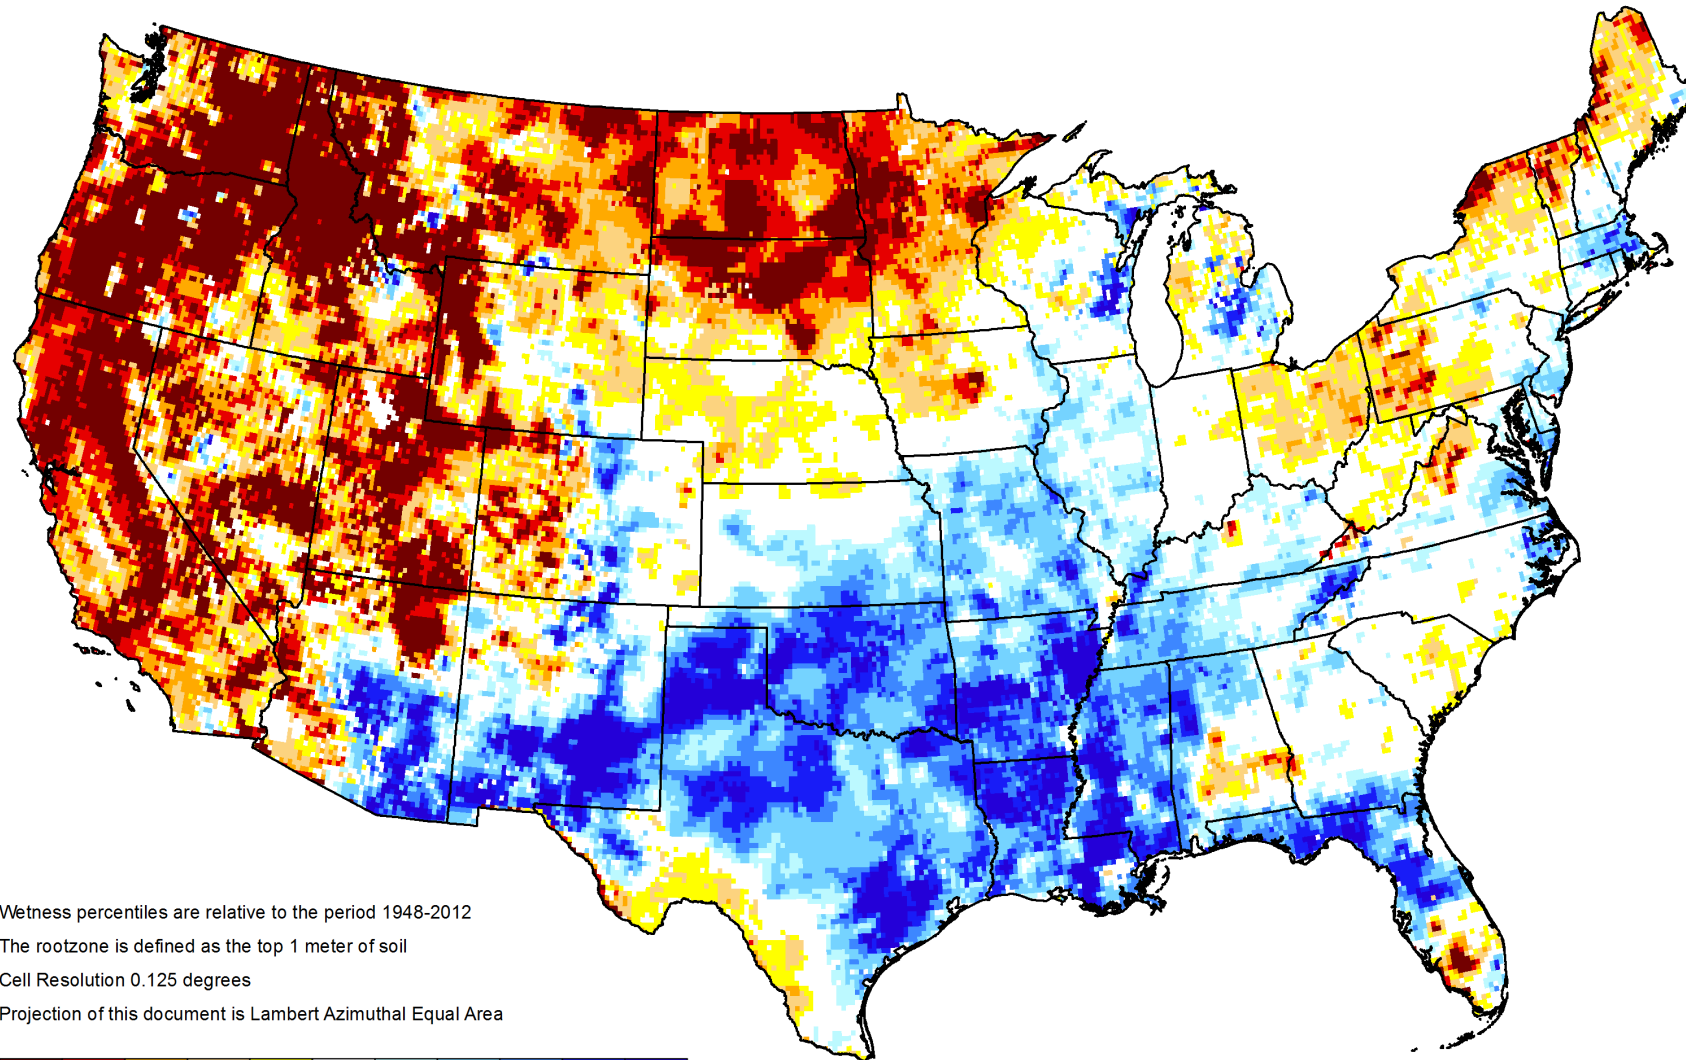 Wetness percentiles are relative to the period 1948-2012
The rootzone is defined as the top 1 meter of soil
Cell Resolution 0.125 degrees
Projection of this document is Lambert Azimuthal Equal Area